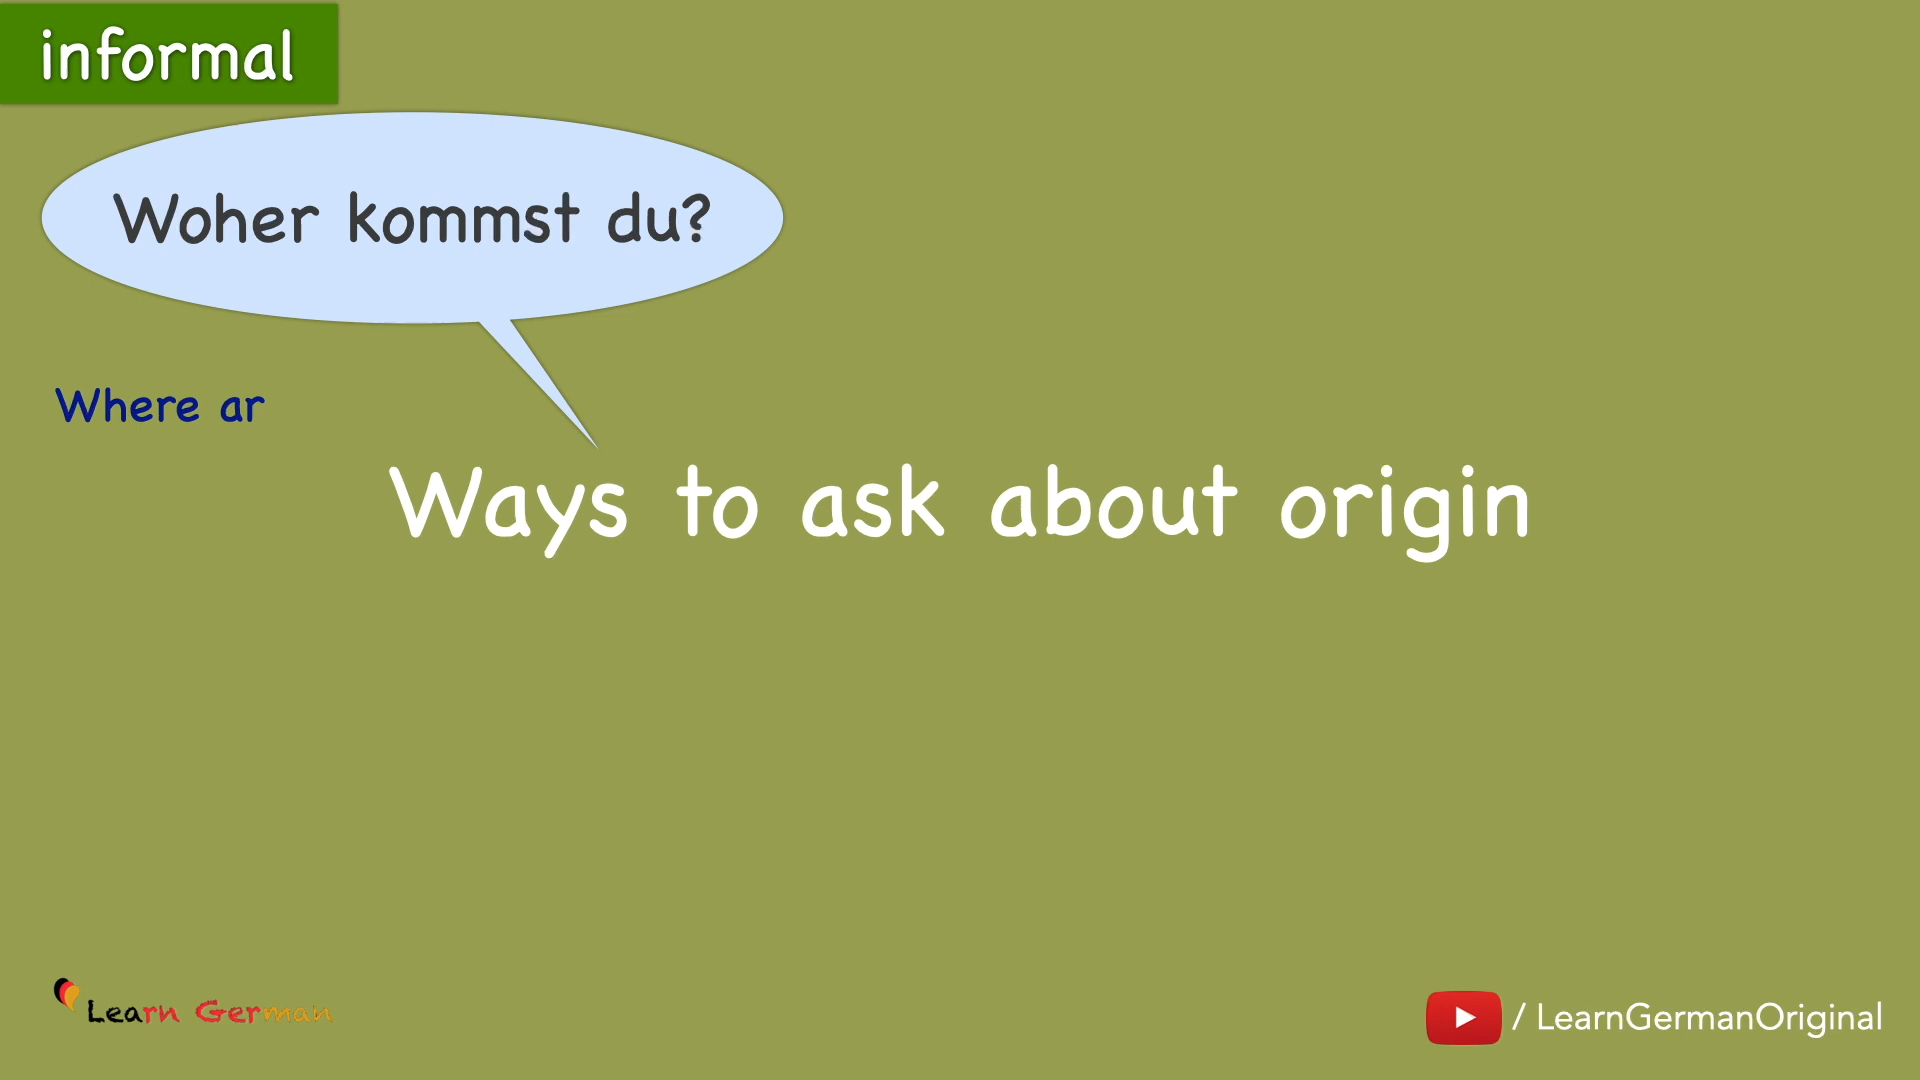 informal
Woher kommst du?
Where ar
Ways to ask about origin
Learn German
/ LearnGermanOriginal